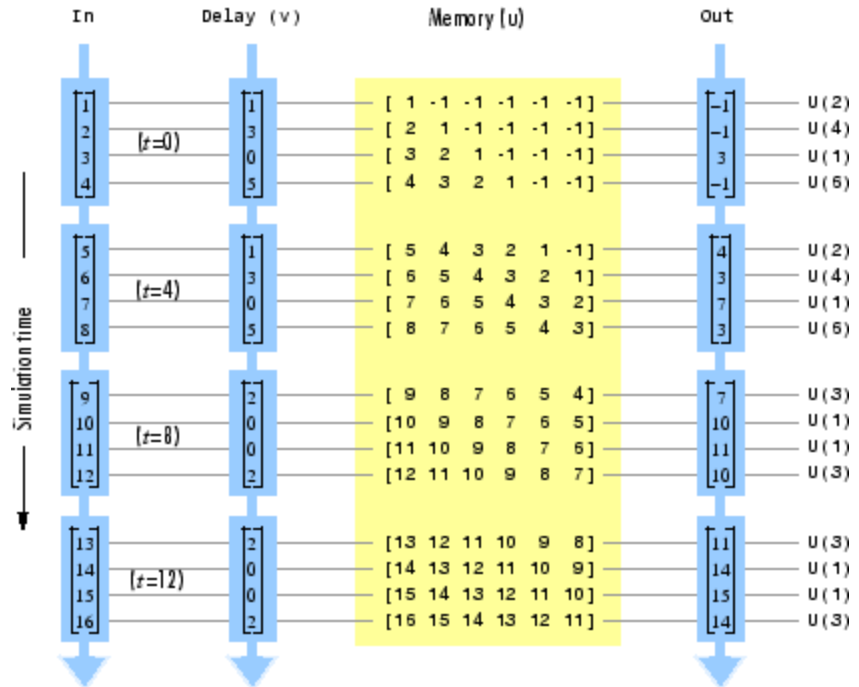 In Delay (v) Memory (u) Out
1 1 [ 1 -1 -1 -1 -1 -1] -1 U(2)
2 3 [ 2 1 -1 -1 -1 -1] -1 U(4)
(t=0)
3 0 [ 3 2 1 -1 -1 -1] 3 U(1)
4 5 [ 4 3 2 1 -1 -1] -1 U(6)
5 1 [ 5 4 3 2 1 -1] 4 U(2)
6 3 [ 6 5 4 3 2 1] 3 U(4)
(t=4)
7 0 [ 7 6 5 4 3 2] 7 U(1)
8 5 [ 8 7 6 5 4 3] 3 U(6)
Simulation time
9 2 [ 9 8 7 6 5 4] 7 U(3)
10 0 [10 9 8 7 6 5] 10 U(1)
(t=8)
11 0 [11 10 9 8 7 6] 11 U(1)
12 2 [12 11 10 9 8 7] 10 U(3)
13 2 [13 12 11 10 9 8] 11 U(3)
14 0 [14 13 12 11 10 9] 14 U(1)
(t=12)
15 0 [15 14 13 12 11 10] 15 U(1)
16 2 [16 15 14 13 12 11] 14 U(3)